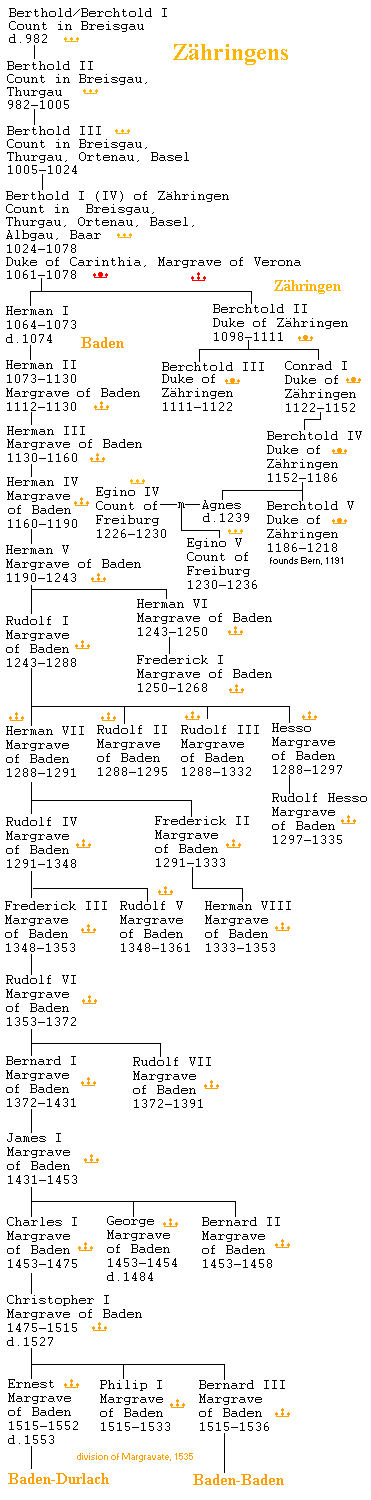 Berthold/Berchtold I
Count in Breisgau
d.982
Zähringens
Berthold II
Count in Breisgau,
Thurgau
982–1005
Berthold III
Count in Breisgau,
Thurgau, Ortenau, Basel
1005–1024
Berthold I (IV) of Zähringen
Count in Breisgau,
Thurgau, Ortenau, Basel,
Albgau, Baar
1024–1078
Duke of Carinthia, Margrave of Verona
1061–1078
Zähringen
Herman I
1064–1073
d.1074
Berchtold II
Duke of Zähringen
1098–1111
Baden
Herman II
1073–1130
Margrave of Baden
1112–1130
Berchtold III
Duke of
Zähringen
1111–1122
Conrad I
Duke of
Zähringen
1122–1152
Herman III
Margrave of Baden
1130–1160
Berchtold IV
Duke of
Zähringen
1152–1186
Herman IV
Margrave
of Baden
1160–1190
Egino IV
Count of
Freiburg
1226–1230
m
Agnes
d.1239
Berchtold V
Duke of
Zähringen
1186–1218
founds Bern, 1191
Egino V
Count of
Freiburg
1230–1236
Herman V
Margrave of Baden
1190–1243
Herman VI
Margrave of Baden
1243–1250
Rudolf I
Margrave
of Baden
1243–1288
Frederick I
Margrave of Baden
1250–1268
Herman VII
Margrave
of Baden
1288–1291
Rudolf II
Margrave
of Baden
1288–1295
Rudolf III
Margrave
of Baden
1288–1332
Hesso
Margrave
of Baden
1288–1297
Rudolf Hesso
Margrave
of Baden
1297–1335
Rudolf IV
Margrave
of Baden
1291–1348
Frederick II
Margrave
of Baden
1291–1333
Frederick III
Margrave
of Baden
1348–1353
Rudolf V
Margrave
of Baden
1348–1361
Herman VIII
Margrave
of Baden
1333–1353
Rudolf VI
Margrave
of Baden
1353–1372
Bernard I
Margrave
of Baden
1372–1431
Rudolf VII
Margrave
of Baden
1372–1391
James I
Margrave
of Baden
1431–1453
Charles I
Margrave
of Baden
1453–1475
George
Margrave
of Baden
1453–1454
d.1484
Bernard II
Margrave
of Baden
1453–1458
Christopher I
Margrave of Baden
1475–1515
d.1527
Ernest
Margrave
of Baden
1515–1552
d.1553
Philip I
Margrave
of Baden
1515–1533
Bernard III
Margrave
of Baden
1515–1536
division of Margravate, 1535
Baden-Durlach
Baden-Baden